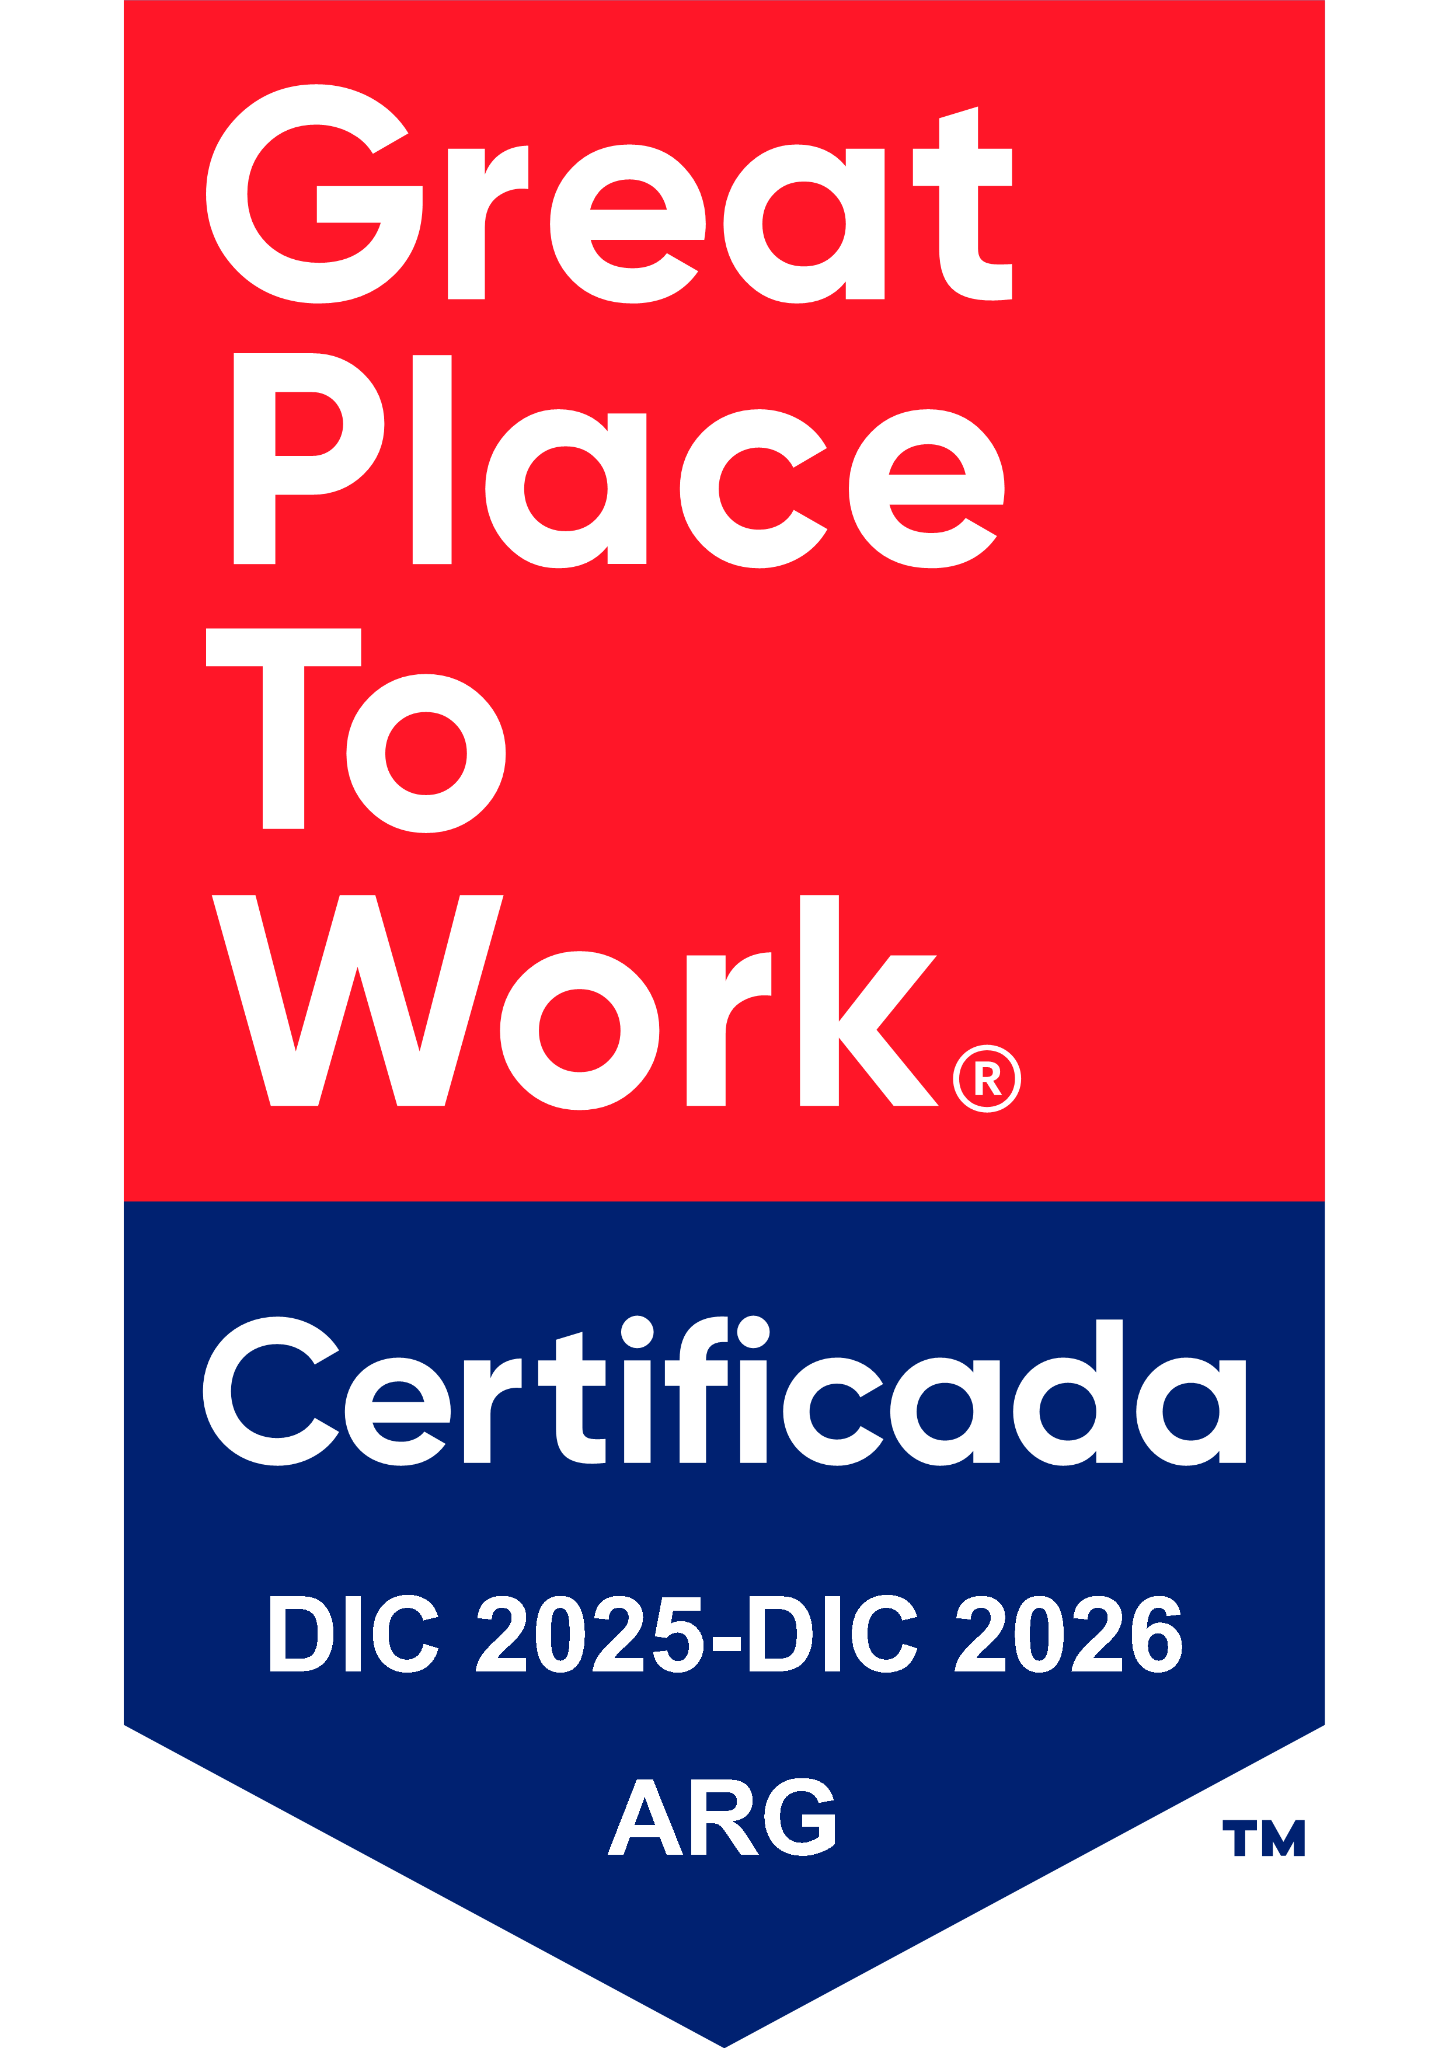 Great
Place
To
Work®
Certificada
DIC 2025-DIC 2026
ARG
TM